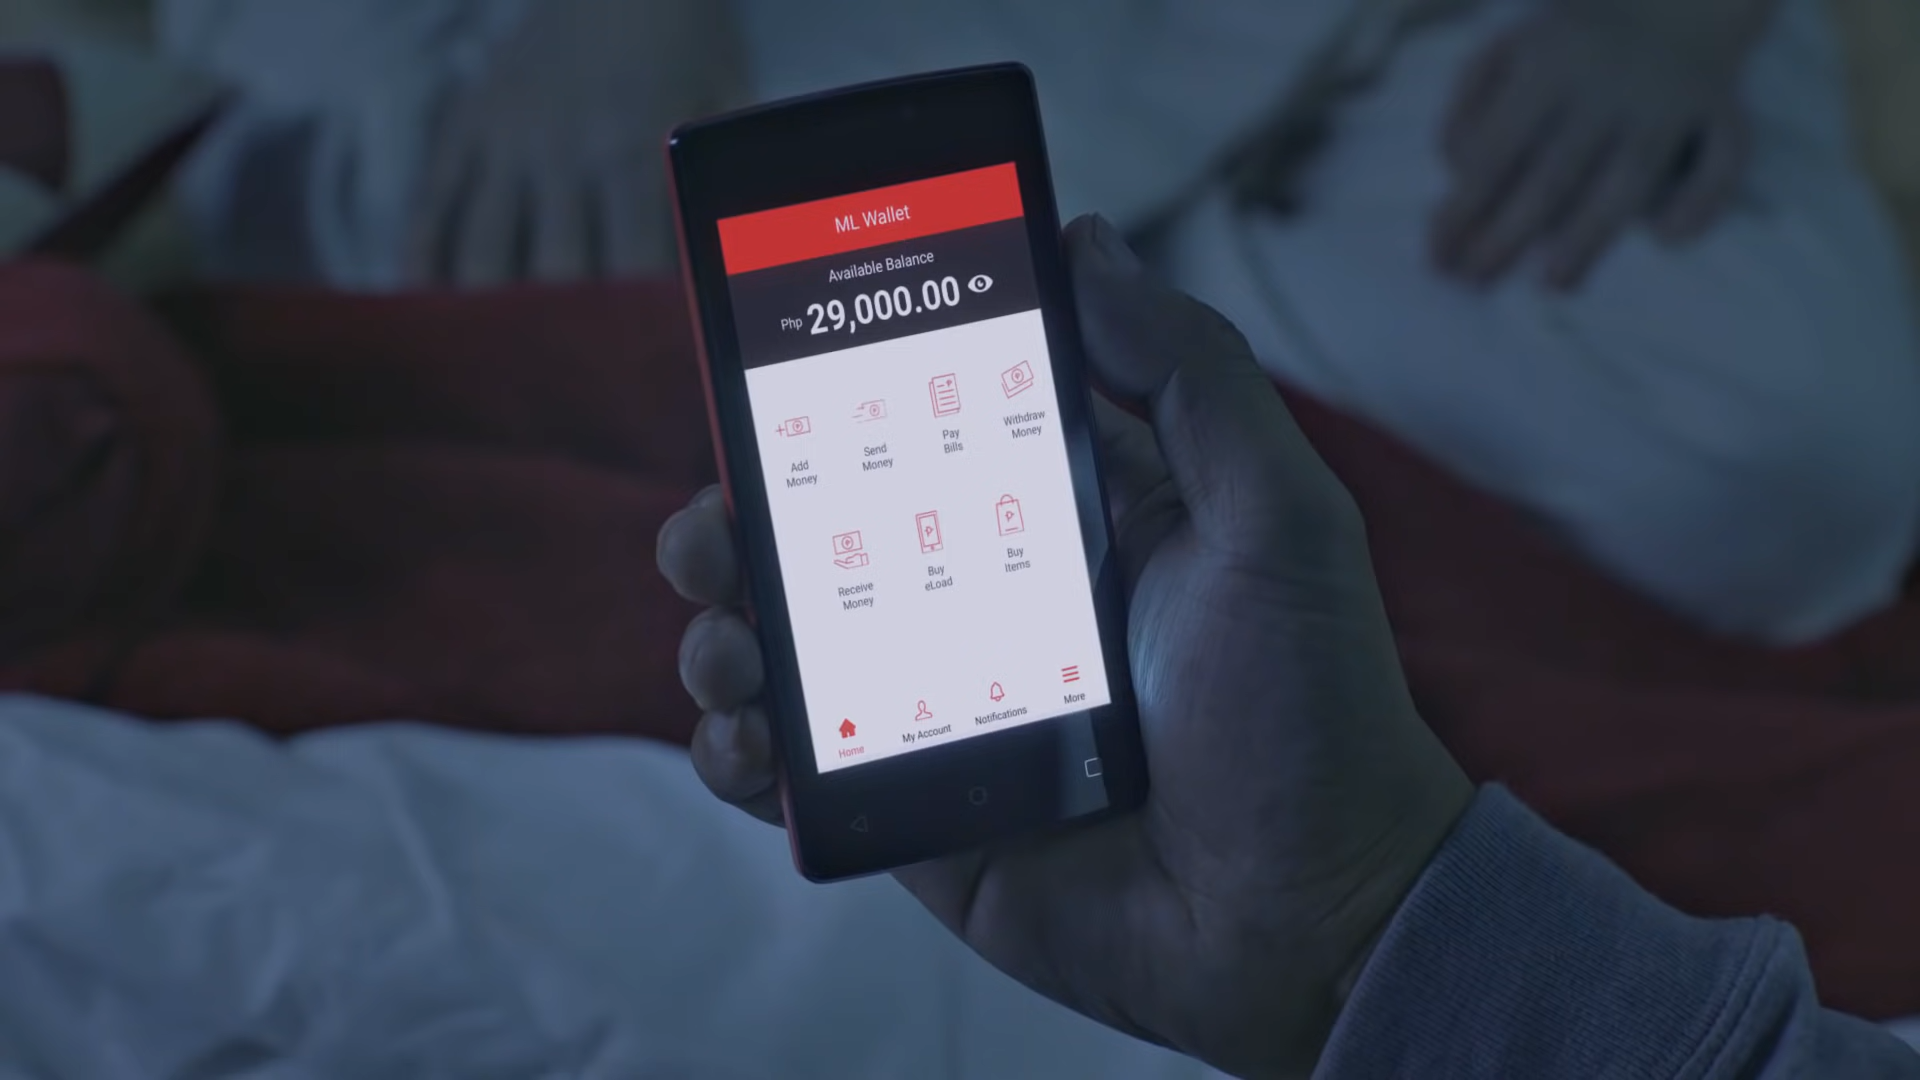 ML Wallet
Available Balance
Php 29,000.00
Add
Money
Send
Money
Pay
Bills
Withdraw
Money
Receive
Money
Buy
eLoad
Buy
Items
Home
My Account
Notifications
More